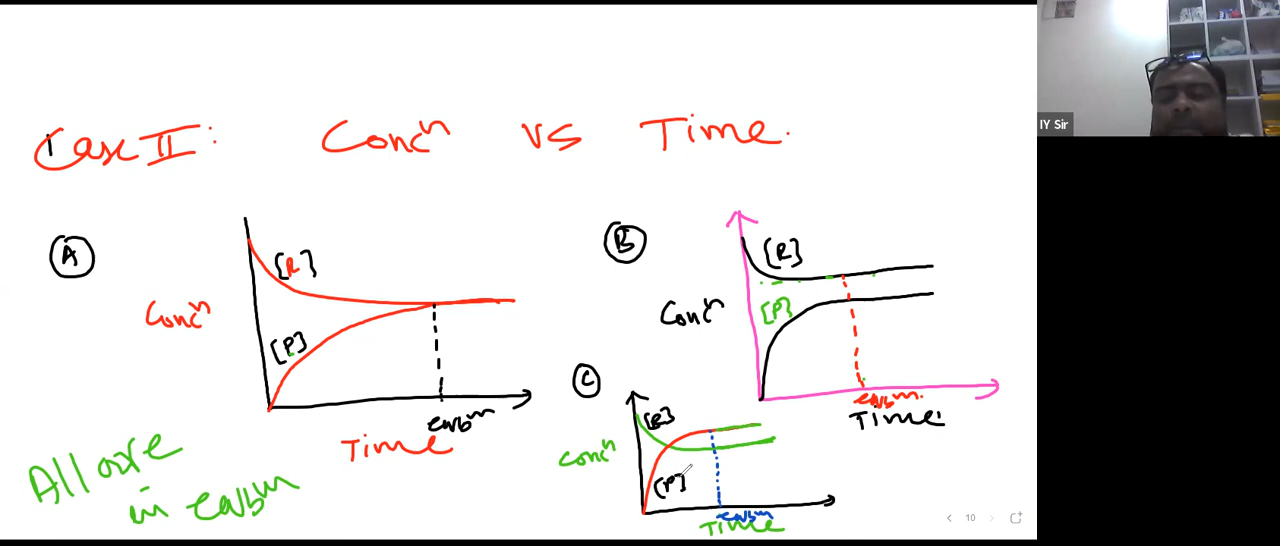 Case II: Concⁿ vs Time.
IY Sir
A
[R]
Concⁿ
[P]
eqbᵐ
Time
B
[R]
[P]
Concⁿ
eqbᵐ.
Time
C
[R]
Concⁿ
[P]
eqbᵐ
Time
All are
in eqbᵐ
10